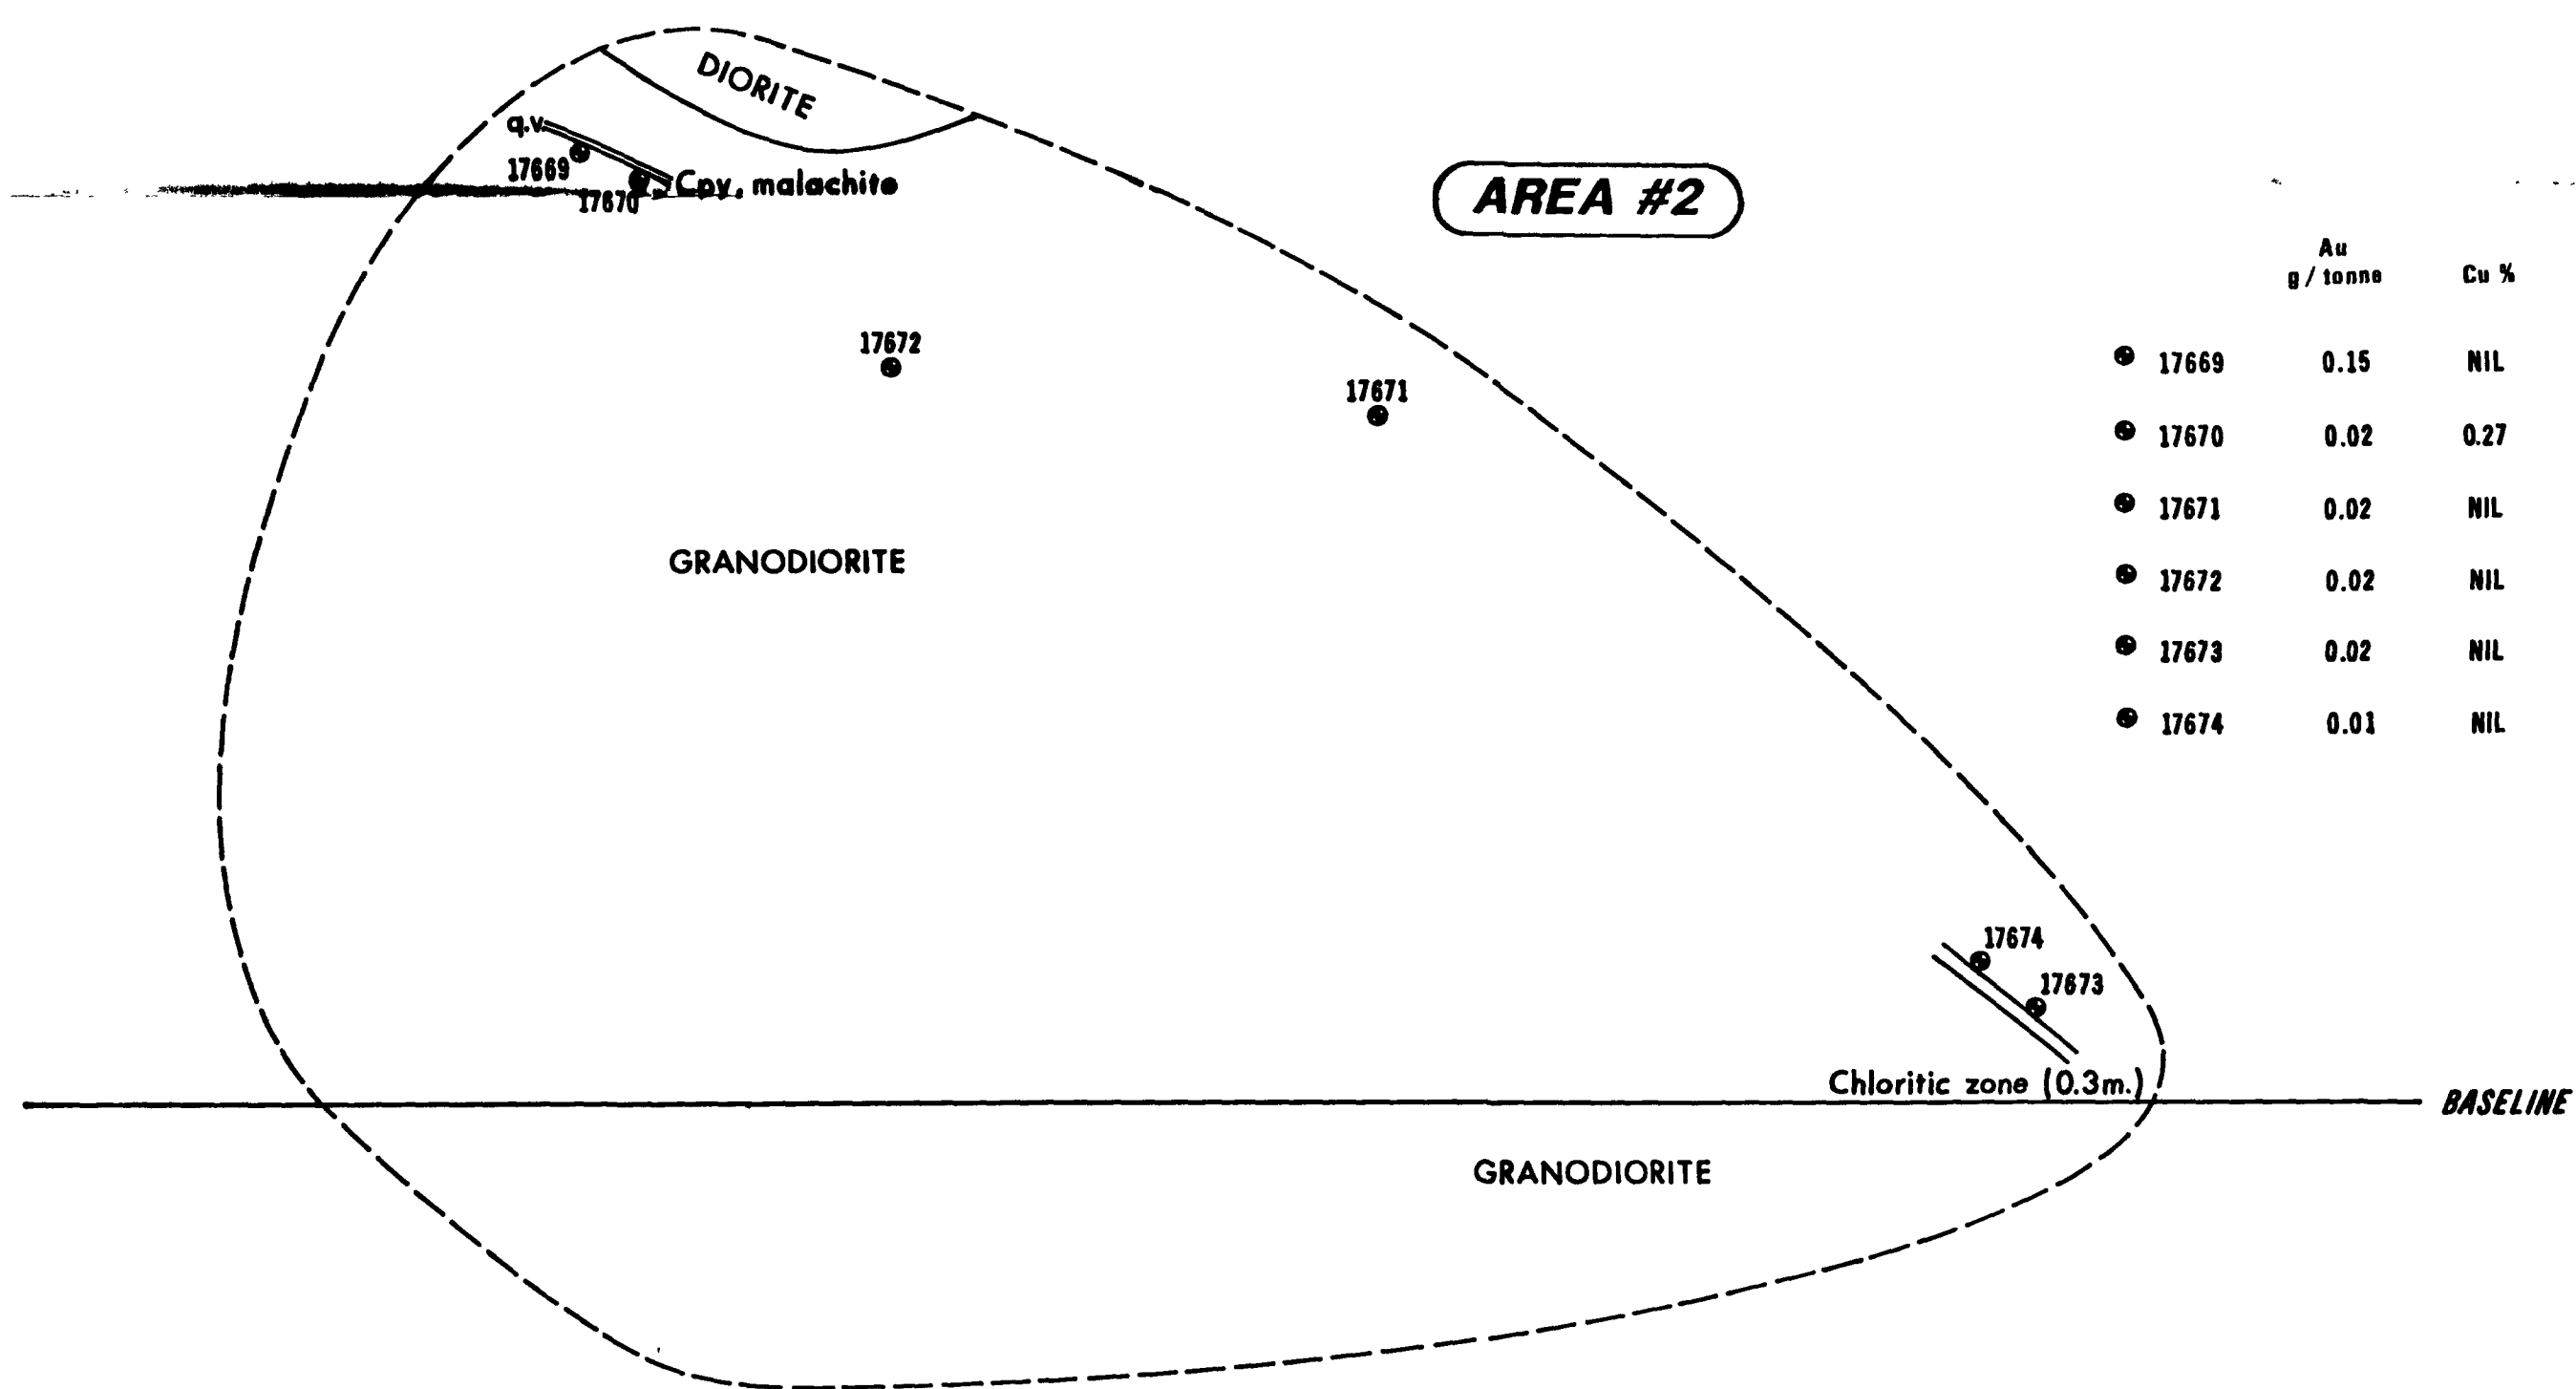 DIORITE
q.v.
17669
17670
Cpy, malachite
AREA #2
Au
g / tonne Cu %
17669 0.15 NIL
17670 0.02 0.27
17671 0.02 NIL
17672 0.02 NIL
17673 0.02 NIL
17674 0.01 NIL
17672
17671
GRANODIORITE
17674
17673
Chloritic zone (0.3m.)
BASELINE
GRANODIORITE